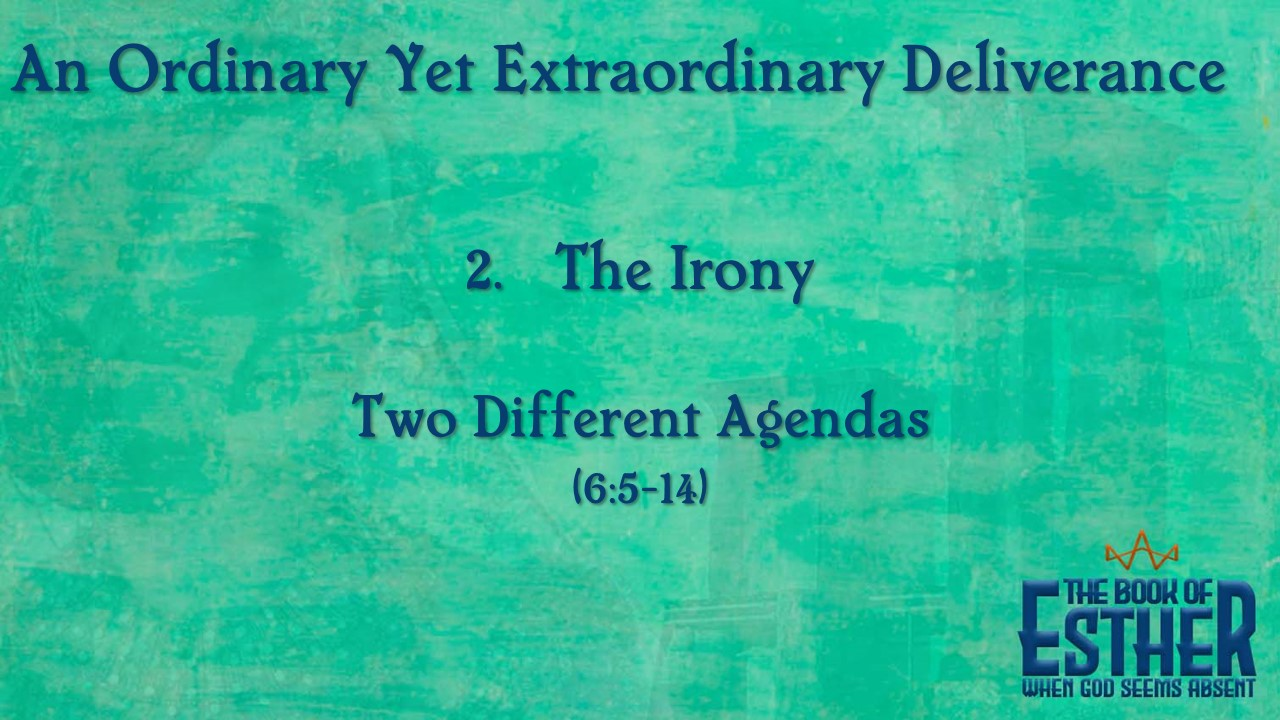 An Ordinary Yet Extraordinary Deliverance
2. The Irony
Two Different Agendas
(6:5-14)
THE BOOK OF
ESTHER
WHEN GOD SEEMS ABSENT